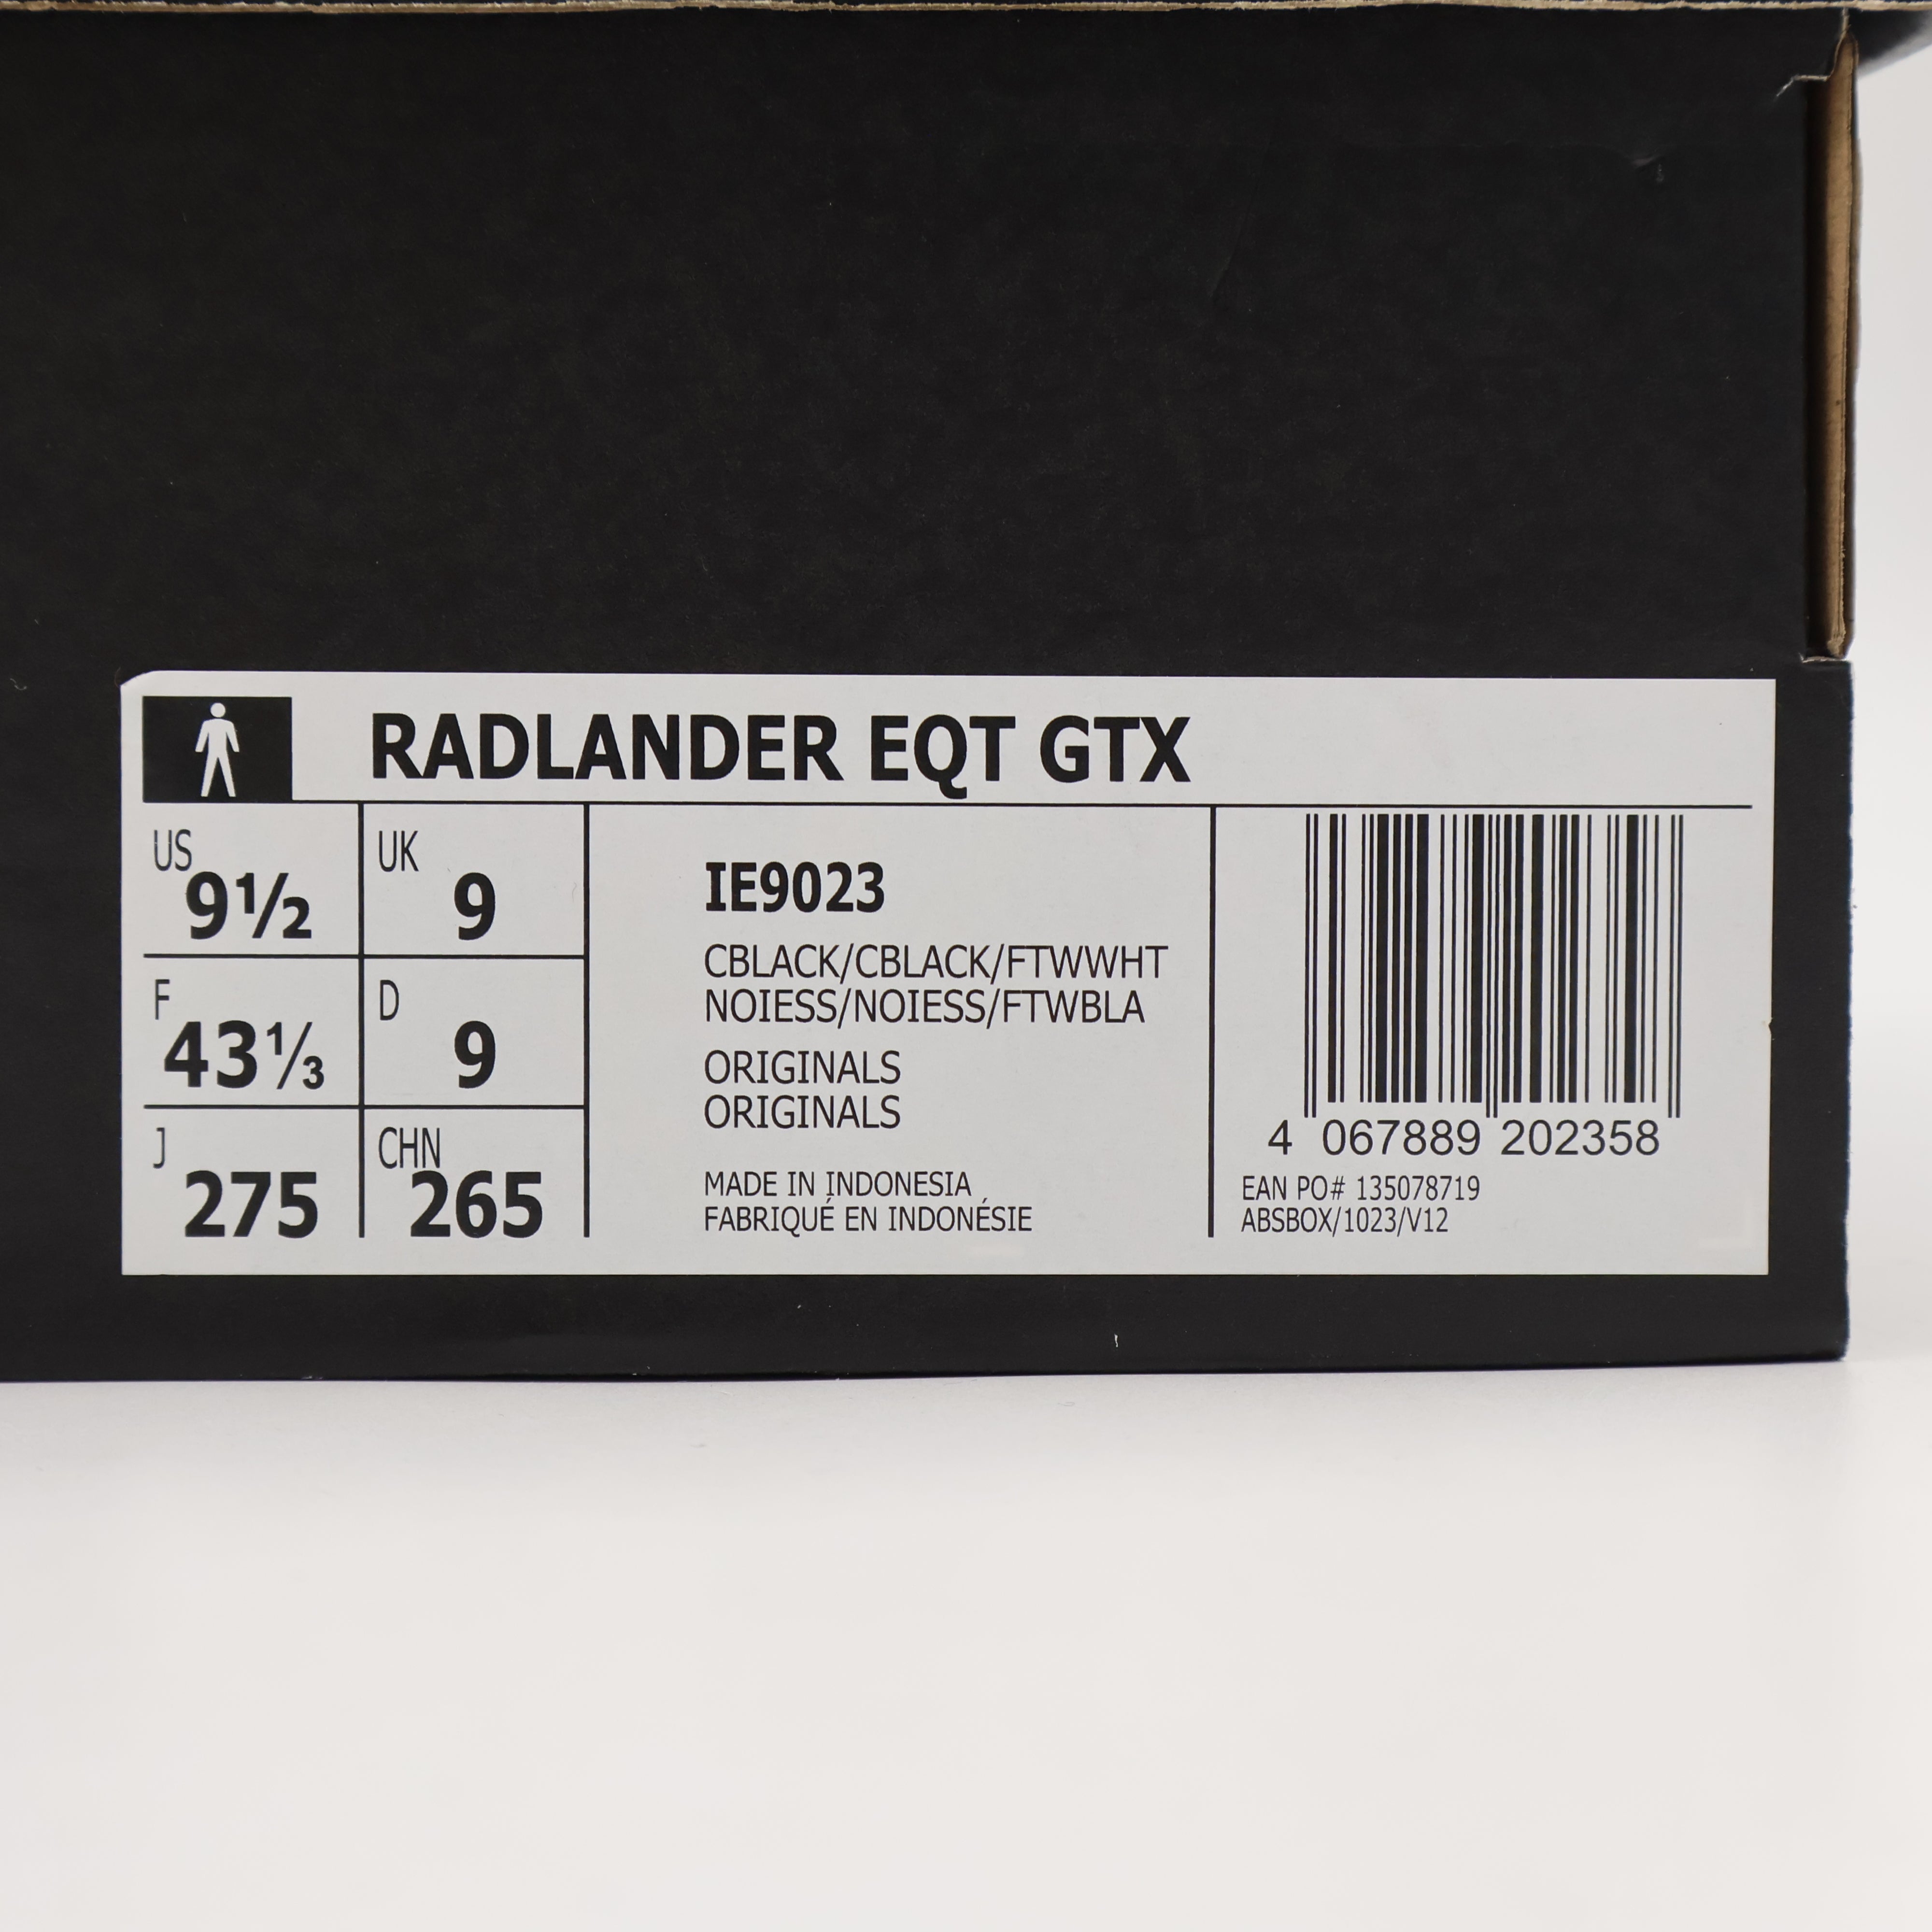 RADLANDER EQT GTX
US
9½
UK
9
F
43⅓
D
9
J
275
CHN
265
IE9023
CBLACK/CBLACK/FTWWHT
NOIESS/NOIESS/FTWBLA
ORIGINALS
ORIGINALS
MADE IN INDONESIA
FABRIQUÉ EN INDONÉSIE
4 067889 202358
EAN PO# 135078719
ABSBOX/1023/V12